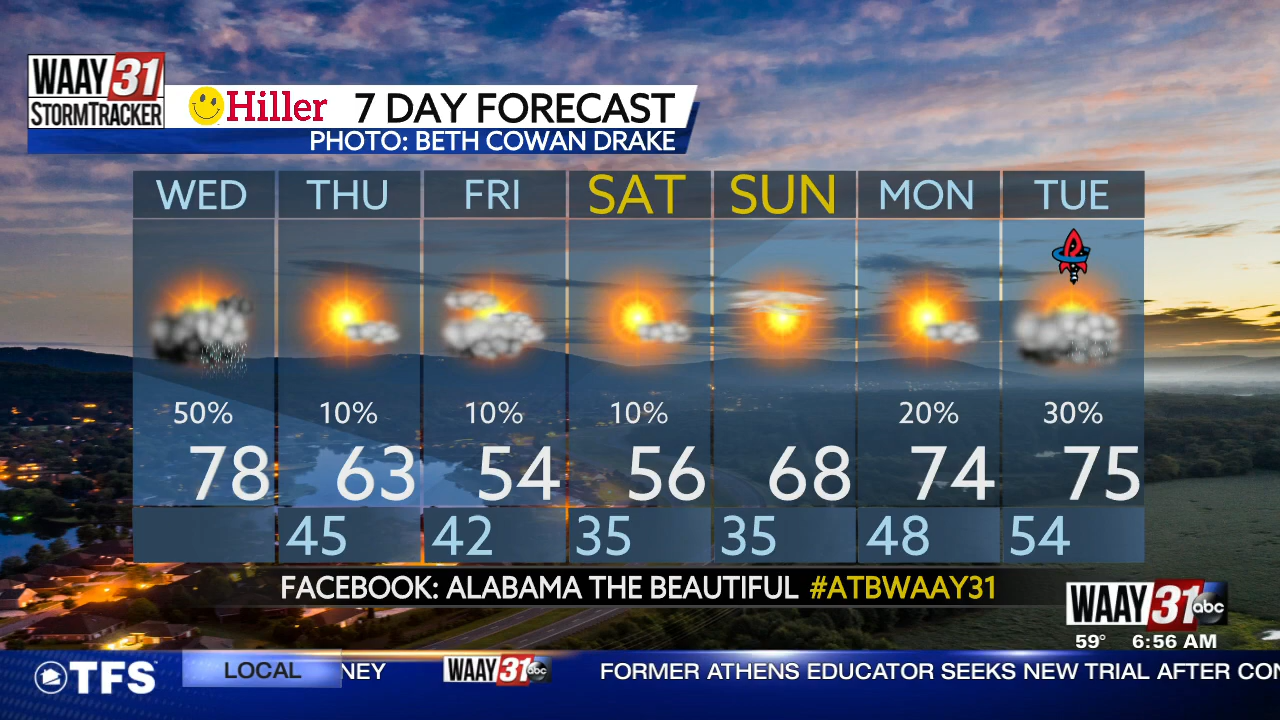 WAAY 31
STORMTRACKER
Hiller 7 DAY FORECAST
PHOTO: BETH COWAN DRAKE
WED THU FRI SAT SUN MON TUE
50% 10% 10% 10% 20% 30%
78 63 54 56 68 74 75
45 42 35 35 48 54
FACEBOOK: ALABAMA THE BEAUTIFUL #ATBWAAY31
WAAY 31 abc
59° 6:56 AM
TFS LOCAL NEY WAAY 31 abc FORMER ATHENS EDUCATOR SEEKS NEW TRIAL AFTER CON